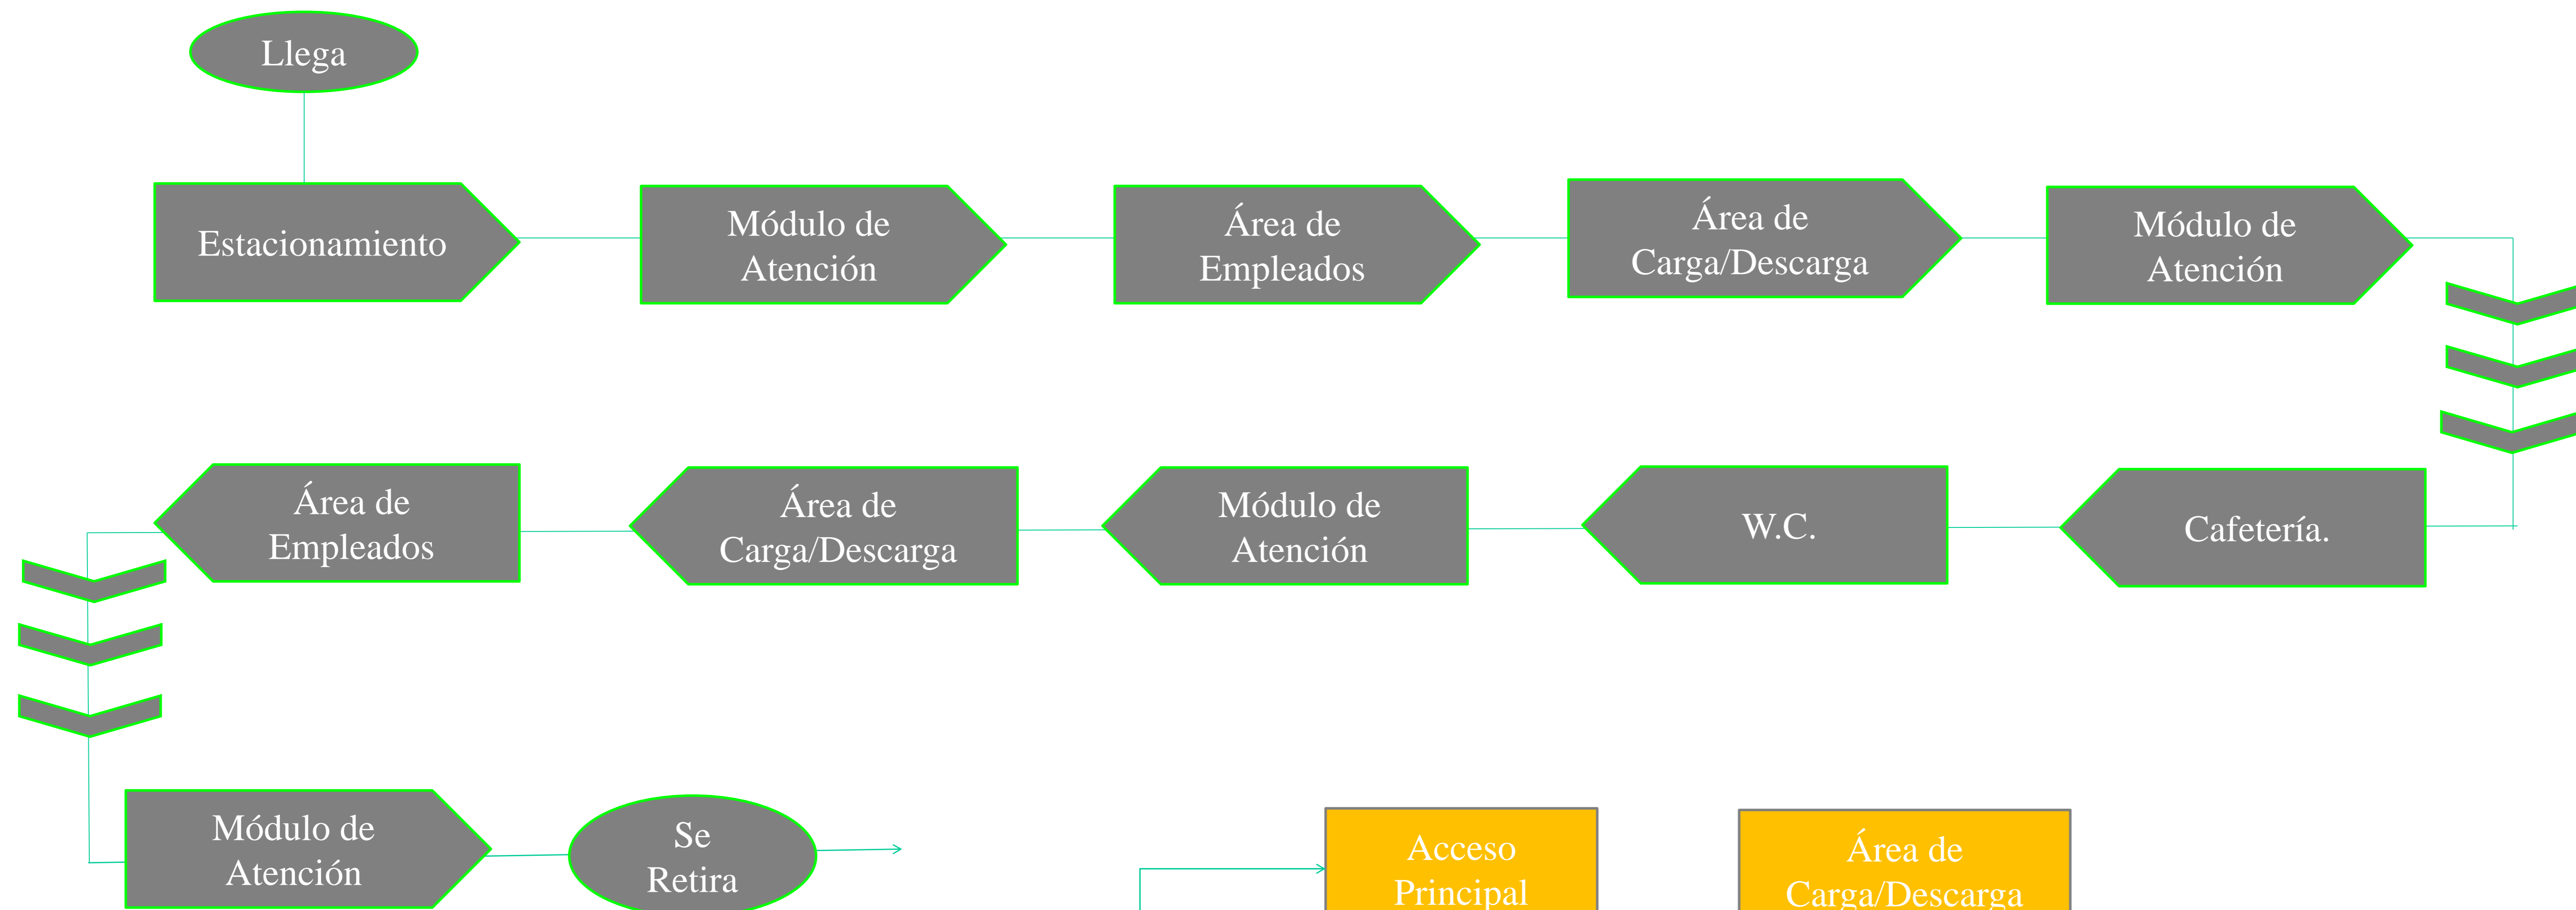 Llega
Estacionamiento
Módulo de
Atención
Área de
Empleados
Área de
Carga/Descarga
Módulo de
Atención
Área de
Empleados
Área de
Carga/Descarga
Módulo de
Atención
W.C.
Cafetería.
Módulo de
Atención
Se
Retira
Acceso
Principal
Área de
Carga/Descarga